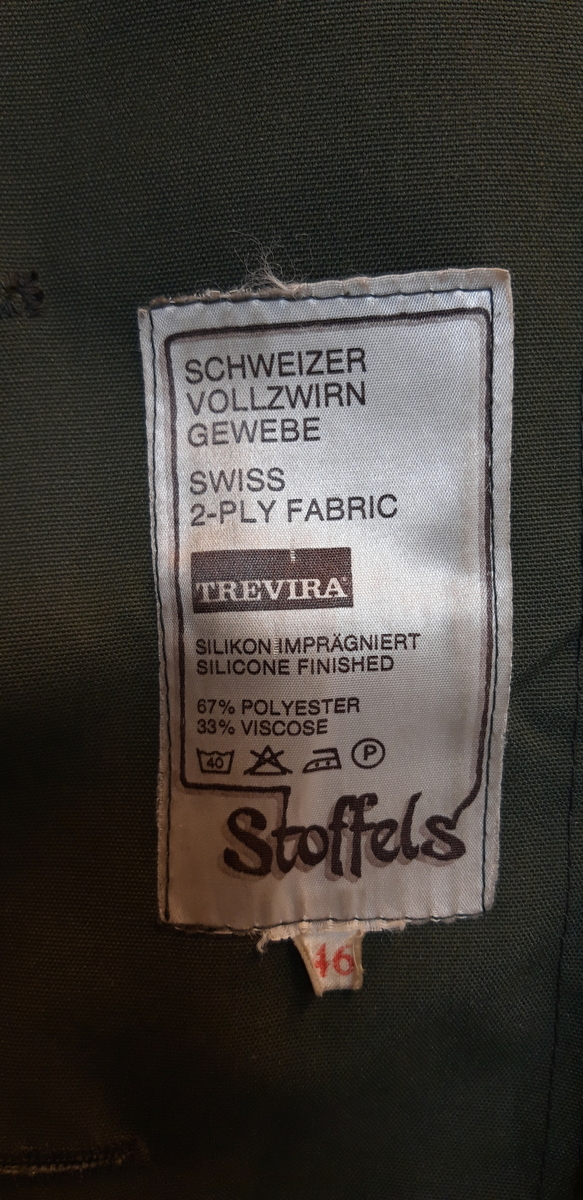 SCHWEIZER
VOLLZWIRN
GEWEBE
SWISS
2-PLY FABRIC
TREVIRA
SILIKON IMPRÄGNIERT
SILICONE FINISHED
67% POLYESTER
33% VISCOSE
40 P
Stoffels
46